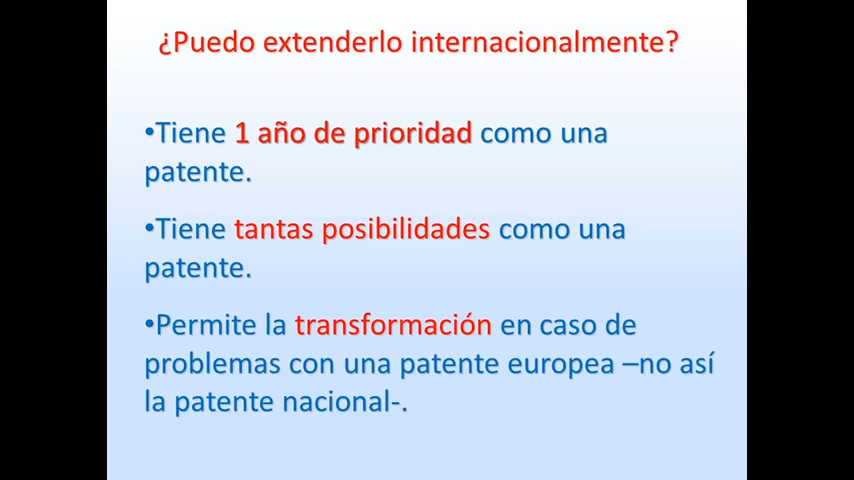 ¿Puedo extenderlo internacionalmente?
•Tiene 1 año de prioridad como una
patente.
•Tiene tantas posibilidades como una
patente.
•Permite la transformación en caso de
problemas con una patente europea –no así
la patente nacional-.